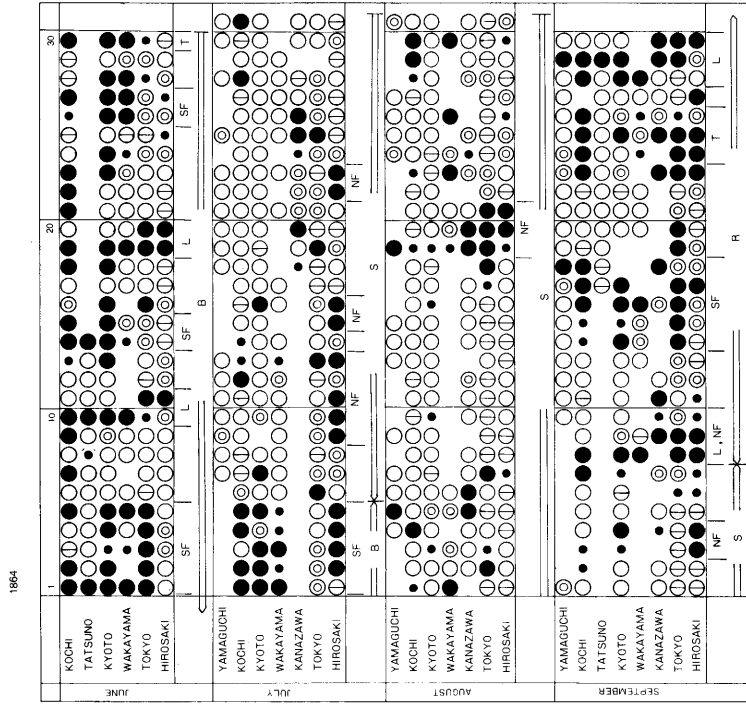 1864
1 10 20 30
JUNE
KOCHI
TATSUNO
KYOTO
WAKAYAMA
TOKYO
HIROSAKI
SF L SF L SF T
B
JULY
YAMAGUCHI
KOCHI
KYOTO
WAKAYAMA
KANAZAWA
TOKYO
HIROSAKI
SF NF NF NF
B S
AUGUST
YAMAGUCHI
KOCHI
KYOTO
WAKAYAMA
KANAZAWA
TOKYO
HIROSAKI
NF
S
SEPTEMBER
YAMAGUCHI
KOCHI
TATSUNO
KYOTO
WAKAYAMA
KANAZAWA
TOKYO
HIROSAKI
NF L , NF SF T L
S R